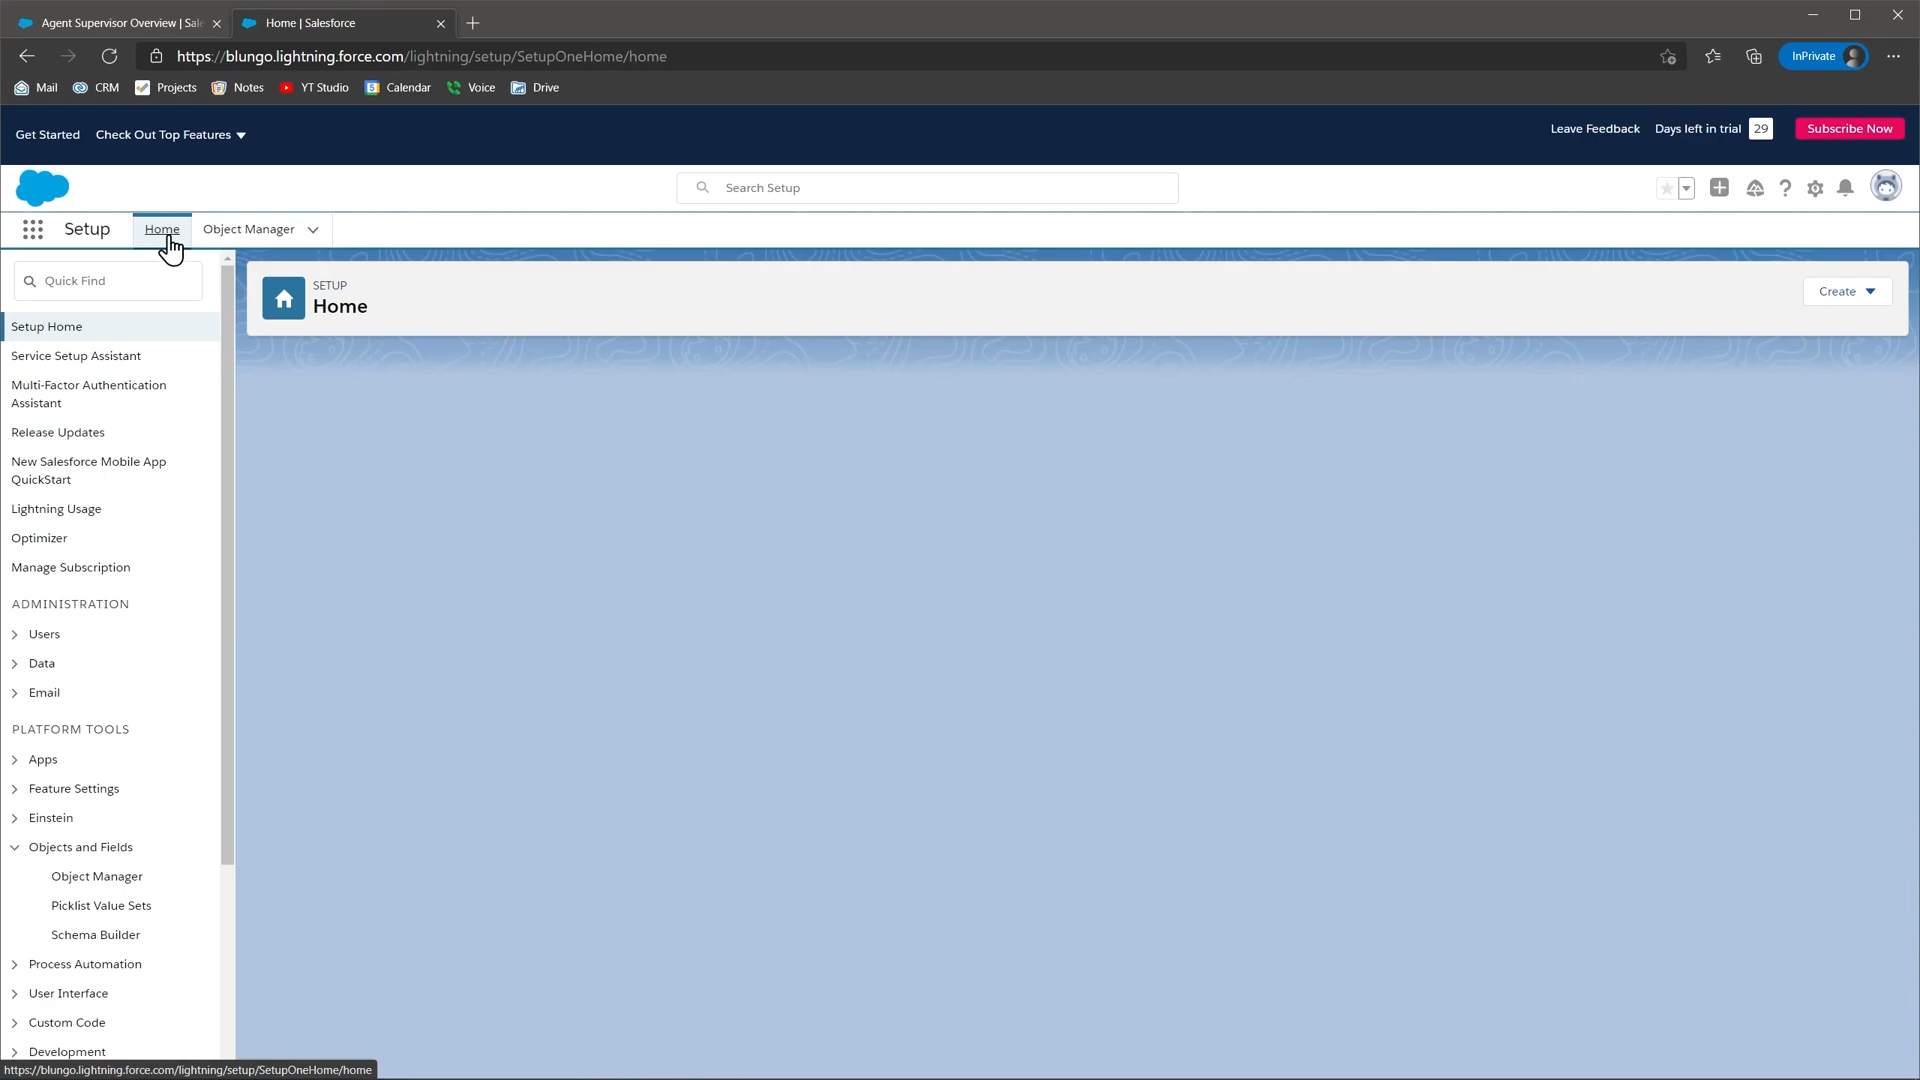 Agent Supervisor Overview | Sale
Home | Salesforce
https://blungo.lightning.force.com/lightning/setup/SetupOneHome/home
InPrivate
Mail
CRM
Projects
Notes
YT Studio
Calendar
Voice
Drive
Get Started
Check Out Top Features
Leave Feedback
Days left in trial
29
Subscribe Now
Search Setup
Setup
Home
Object Manager
Quick Find
SETUP
Home
Create
Setup Home
Service Setup Assistant
Multi-Factor Authentication
Assistant
Release Updates
New Salesforce Mobile App
QuickStart
Lightning Usage
Optimizer
Manage Subscription
ADMINISTRATION
Users
Data
Email
PLATFORM TOOLS
Apps
Feature Settings
Einstein
Objects and Fields
Object Manager
Picklist Value Sets
Schema Builder
Process Automation
User Interface
Custom Code
Development
https://blungo.lightning.force.com/lightning/setup/SetupOneHome/home